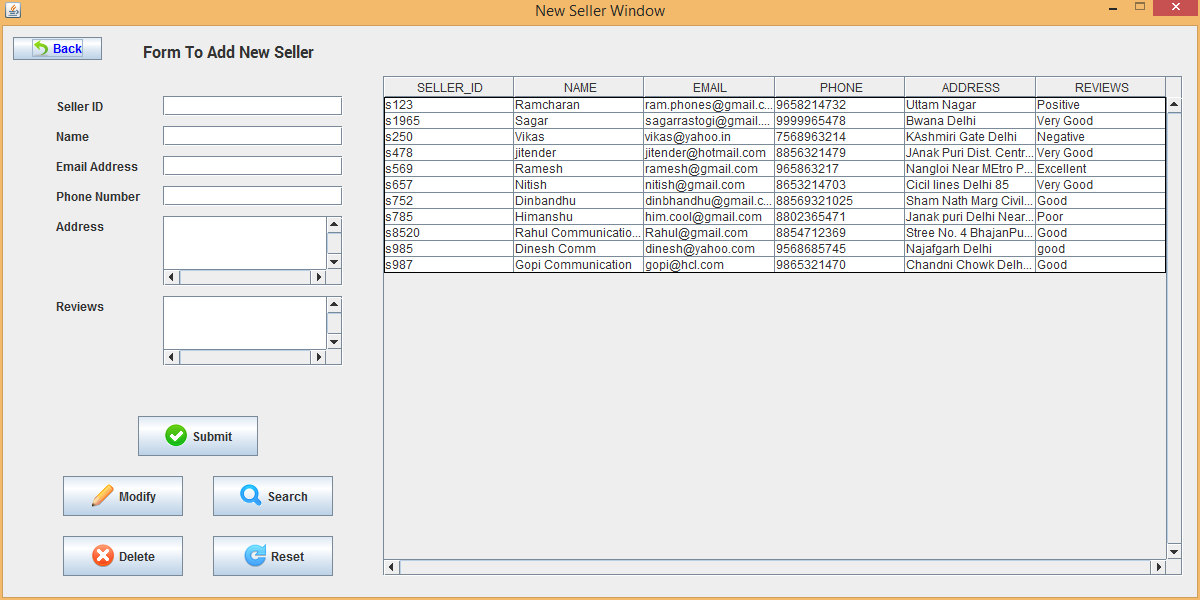 New Seller Window
Back
Form To Add New Seller
Seller ID
Name
Email Address
Phone Number
Address
Reviews
Submit
Modify
Search
Delete
Reset
SELLER_ID NAME EMAIL PHONE ADDRESS REVIEWS
s123 Ramcharan ram.phones@gmail.c... 9658214732 Uttam Nagar Positive
s1965 Sagar sagarrastogi@gmail.... 9999965478 Bwana Delhi Very Good
s250 Vikas vikas@yahoo.in 7568963214 KAshmiri Gate Delhi Negative
s478 jitender jitender@hotmail.com 8856321479 JAnak Puri Dist. Centr... Very Good
s569 Ramesh ramesh@gmail.com 965863217 Nangloi Near MEtro P... Excellent
s657 Nitish nitish@gmail.com 8653214703 Cicil lines Delhi 85 Very Good
s752 Dinbandhu dinbhandhu@gmail.c... 88569321025 Sham Nath Marg Civil... Good
s785 Himanshu him.cool@gmail.com 8802365471 Janak puri Delhi Near... Poor
s8520 Rahul Communicatio... Rahul@gmail.com 8854712369 Stree No. 4 BhajanPu... Good
s985 Dinesh Comm dinesh@yahoo.com 9568685745 Najafgarh Delhi good
s987 Gopi Communication gopi@hcl.com 9865321470 Chandni Chowk Delh... Good